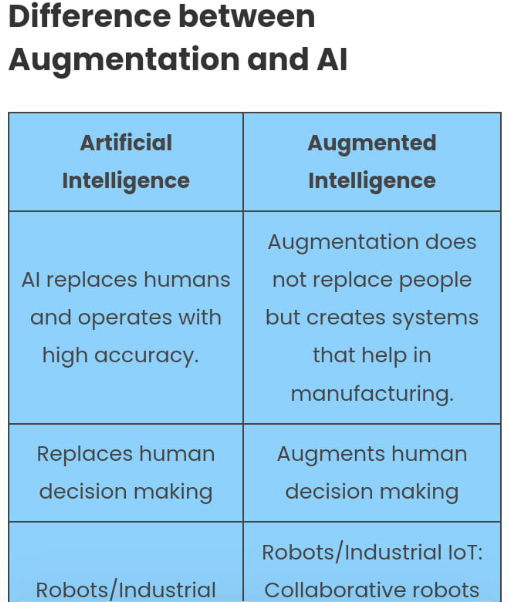 Difference between
Augmentation and AI
Artificial
Intelligence
Augmented
Intelligence
AI replaces humans
and operates with
high accuracy.
Augmentation does
not replace people
but creates systems
that help in
manufacturing.
Replaces human
decision making
Augments human
decision making
Robots/Industrial
Robots/Industrial IoT:
Collaborative robots